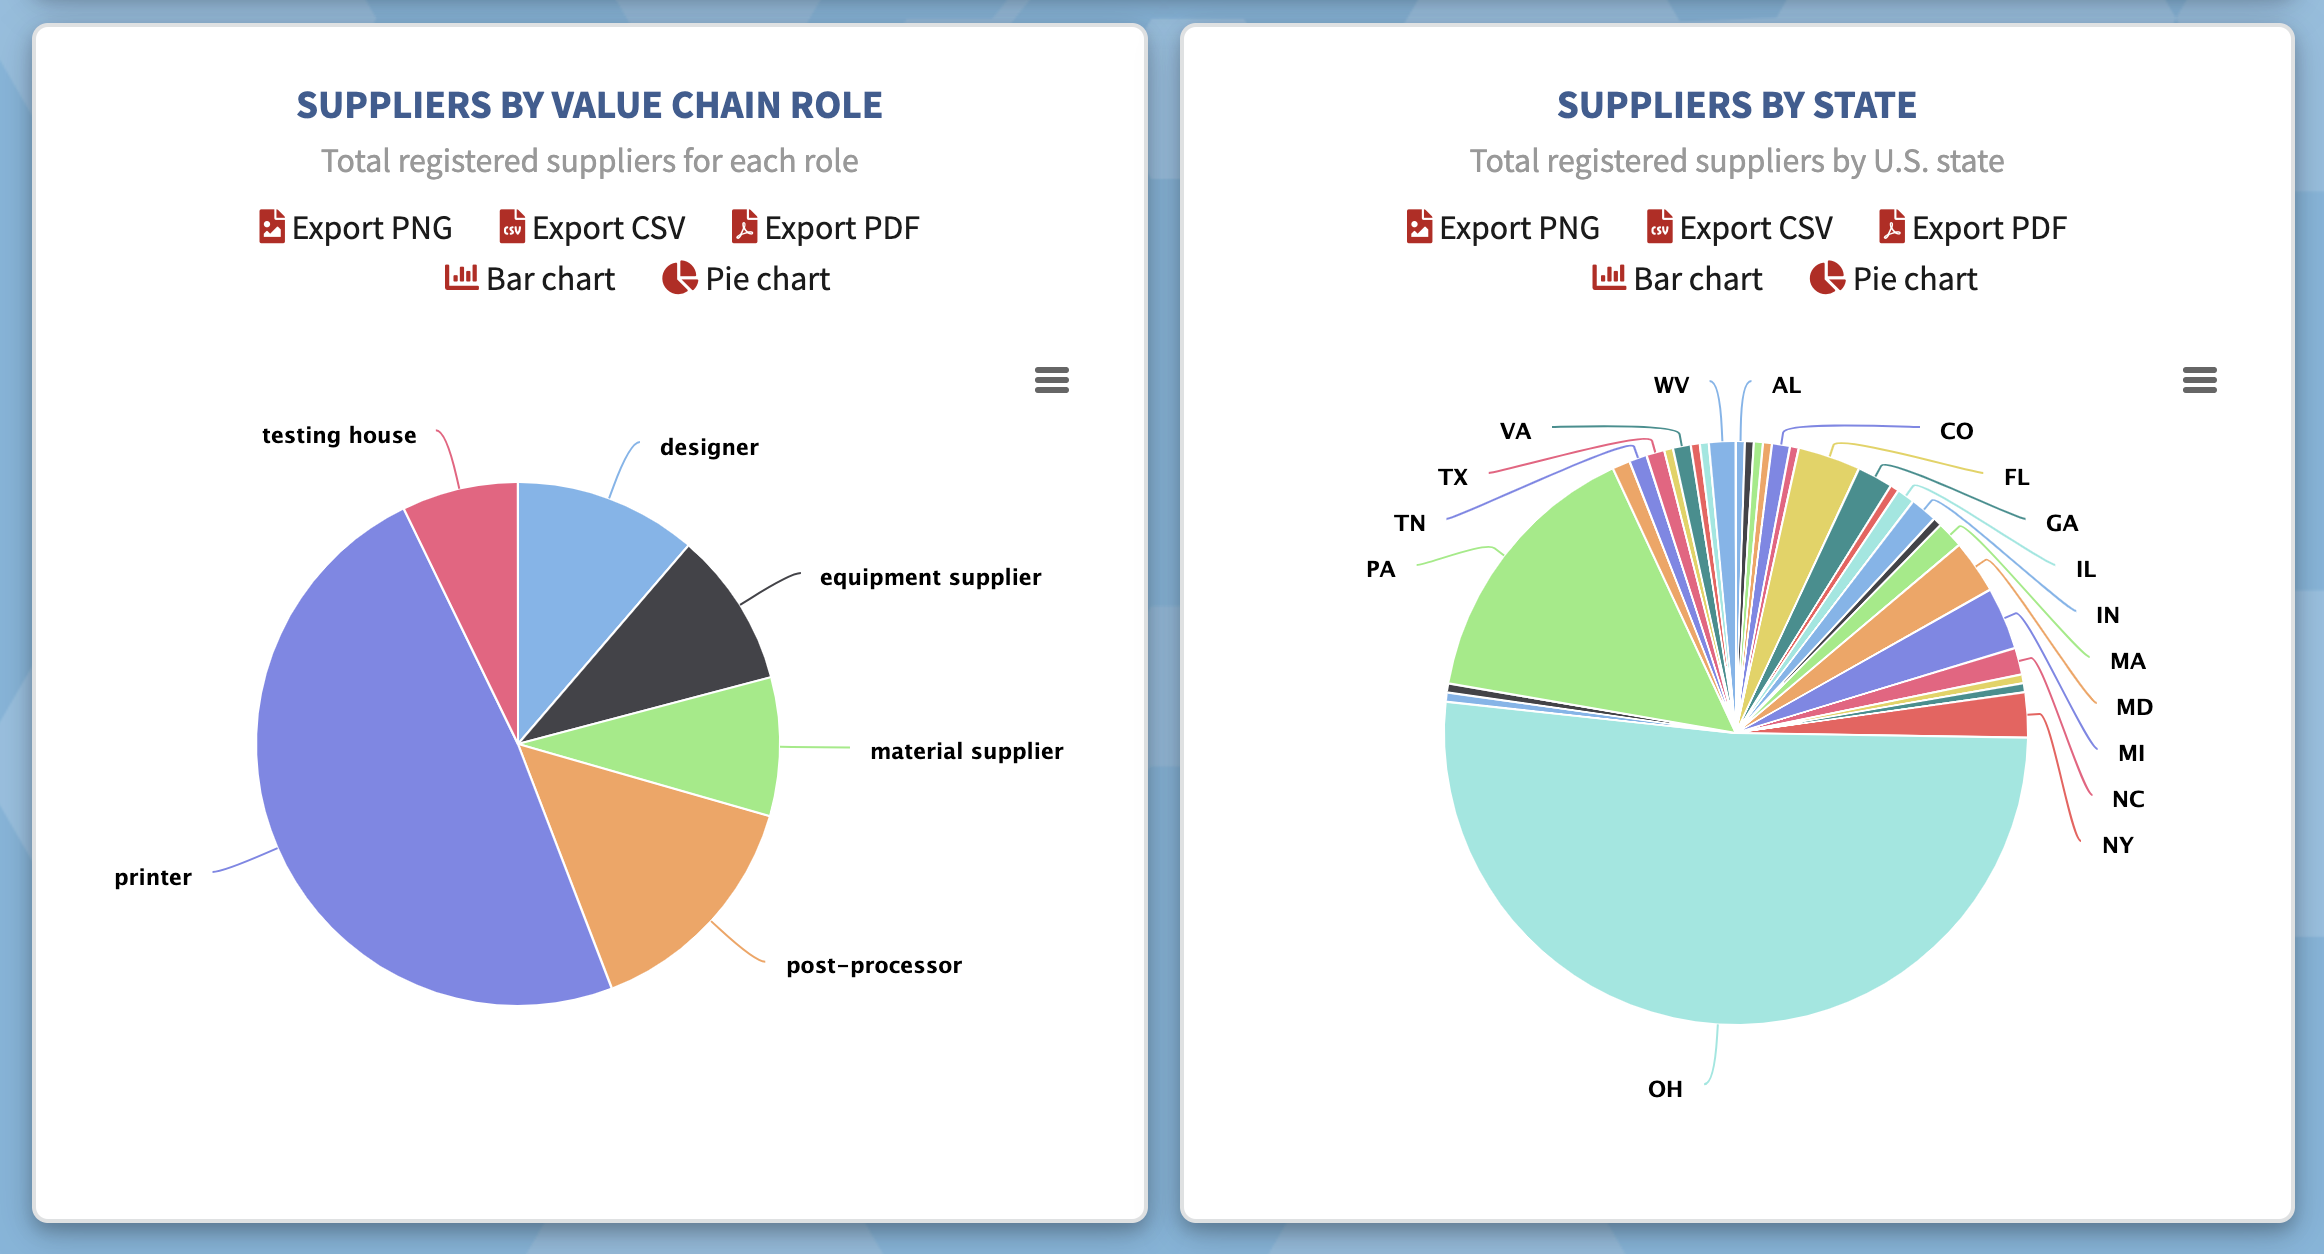 SUPPLIERS BY VALUE CHAIN ROLE
Total registered suppliers for each role
Export PNG
Export CSV
Export PDF
Bar chart
Pie chart
testing house
designer
equipment supplier
material supplier
printer
post-processor
SUPPLIERS BY STATE
Total registered suppliers by U.S. state
Export PNG
CSV Export CSV
Export PDF
Bar chart
Pie chart
WV
AL
VA
CO
TX
FL
TN
GA
PA
IL
IN
MA
MD
MI
NC
NY
OH